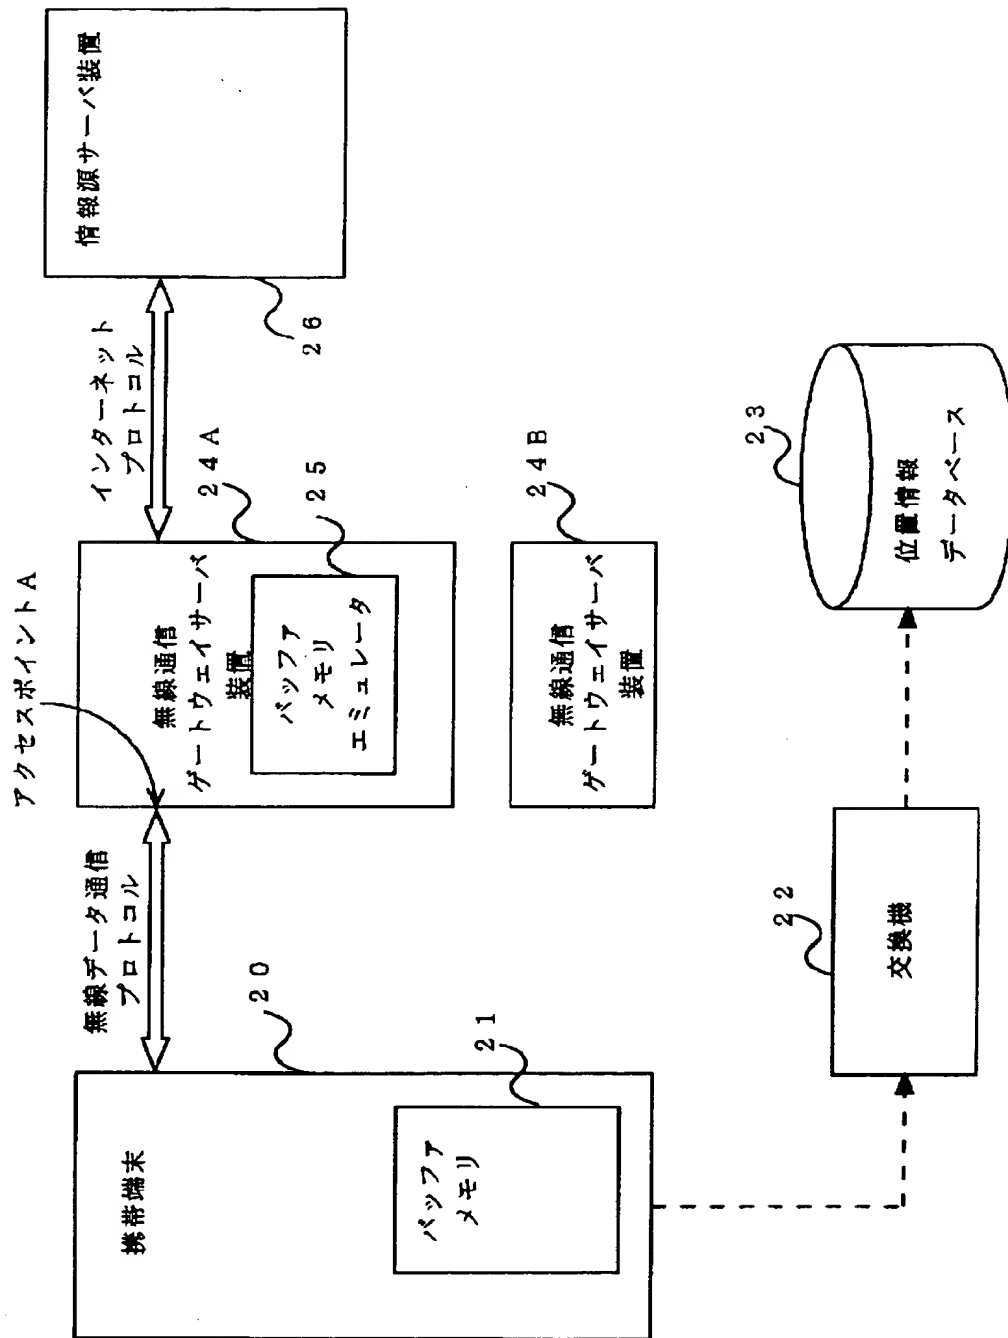 携帯端末
バッファ
メモリ
20
21
無線データ通信
プロトコル
アクセスポイントA
無線通信
ゲートウェイサーバ
装置
バッファ
メモリ
エミュレータ
24A
25
インターネット
プロトコル
情報源サーバ装置
26
無線通信
ゲートウェイサーバ
装置
24B
交換機
22
位置情報
データベース
23